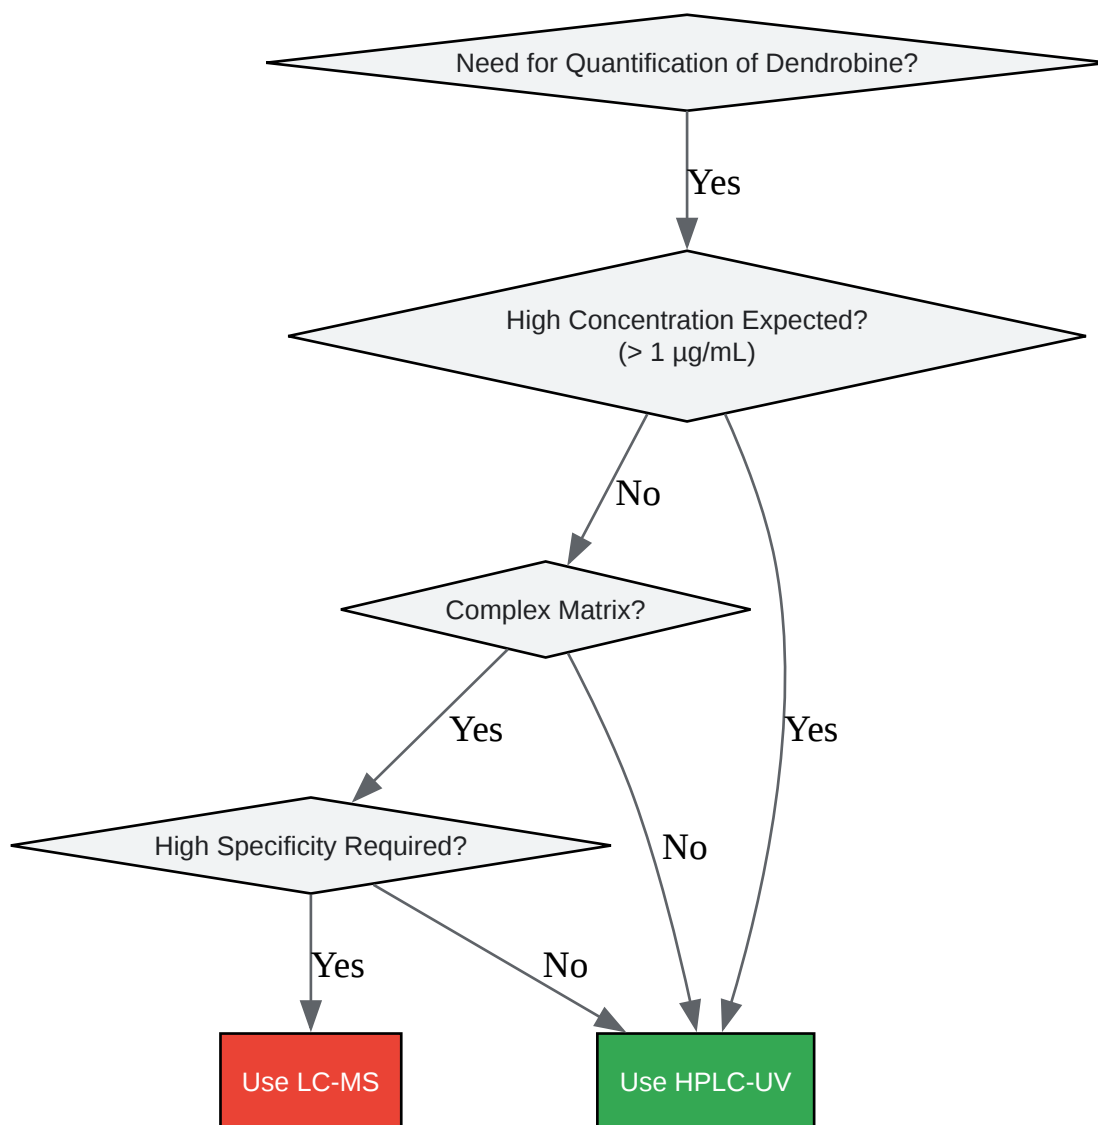 Need for Quantification of Dendrobine?
Yes
High Concentration Expected?
(> 1 µg/mL)
No
Complex Matrix?
Yes
Yes
High Specificity Required?
No
Yes
No
Use LC-MS
Use HPLC-UV